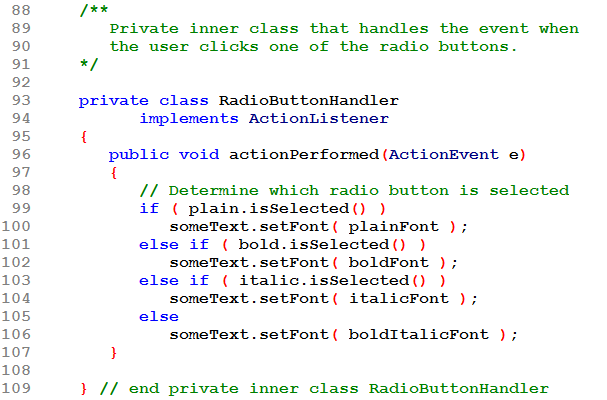 88 /**
89 Private inner class that handles the event when
90 the user clicks one of the radio buttons.
91 */
92
93 private class RadioButtonHandler
94 implements ActionListener
95 {
96 public void actionPerformed(ActionEvent e)
97 {
98 // Determine which radio button is selected
99 if ( plain.isSelected() )
100 someText.setFont( plainFont );
101 else if ( bold.isSelected() )
102 someText.setFont( boldFont );
103 else if ( italic.isSelected() )
104 someText.setFont( italicFont );
105 else
106 someText.setFont( boldItalicFont );
107 }
108
109 } // end private inner class RadioButtonHandler